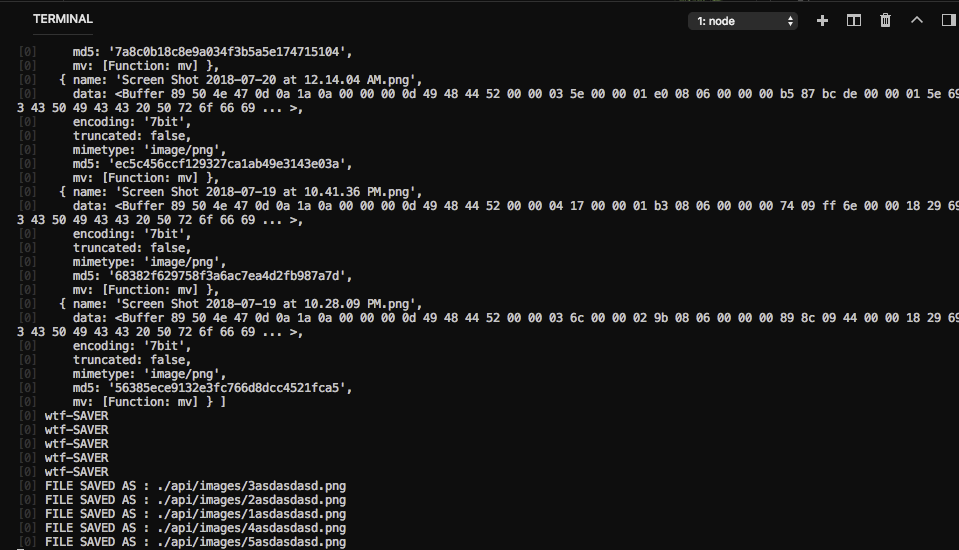 TERMINAL
1: node
[0]     md5: '7a8c0b18c8e9a034f3b5a5e174715104',
[0]     mv: [Function: mv] },
[0]   { name: 'Screen Shot 2018-07-20 at 12.14.04 AM.png',
[0]     data: <Buffer 89 50 4e 47 0d 0a 1a 0a 00 00 00 0d 49 48 44 52 00 00 03 5e 00 00 01 e0 08 06 00 00 00 b5 87 bc de 00 00 01 5e 69
3 43 50 49 43 43 20 50 72 6f 66 69 ... >,
[0]     encoding: '7bit',
[0]     truncated: false,
[0]     mimetype: 'image/png',
[0]     md5: 'ec5c456ccf129327ca1ab49e3143e03a',
[0]     mv: [Function: mv] },
[0]   { name: 'Screen Shot 2018-07-19 at 10.41.36 PM.png',
[0]     data: <Buffer 89 50 4e 47 0d 0a 1a 0a 00 00 00 0d 49 48 44 52 00 00 04 17 00 00 01 b3 08 06 00 00 00 74 09 ff 6e 00 00 18 29 69
3 43 50 49 43 43 20 50 72 6f 66 69 ... >,
[0]     encoding: '7bit',
[0]     truncated: false,
[0]     mimetype: 'image/png',
[0]     md5: '68382f629758f3a6ac7ea4d2fb987a7d',
[0]     mv: [Function: mv] },
[0]   { name: 'Screen Shot 2018-07-19 at 10.28.09 PM.png',
[0]     data: <Buffer 89 50 4e 47 0d 0a 1a 0a 00 00 00 0d 49 48 44 52 00 00 03 6c 00 00 02 9b 08 06 00 00 00 89 8c 09 44 00 00 18 29 69
3 43 50 49 43 43 20 50 72 6f 66 69 ... >,
[0]     encoding: '7bit',
[0]     truncated: false,
[0]     mimetype: 'image/png',
[0]     md5: '56385ece9132e3fc766d8dcc4521fca5',
[0]     mv: [Function: mv] } ]
[0] wtf-SAVER
[0] wtf-SAVER
[0] wtf-SAVER
[0] wtf-SAVER
[0] wtf-SAVER
[0] FILE SAVED AS : ./api/images/3asdasdasd.png
[0] FILE SAVED AS : ./api/images/2asdasdasd.png
[0] FILE SAVED AS : ./api/images/1asdasdasd.png
[0] FILE SAVED AS : ./api/images/4asdasdasd.png
[0] FILE SAVED AS : ./api/images/5asdasdasd.png